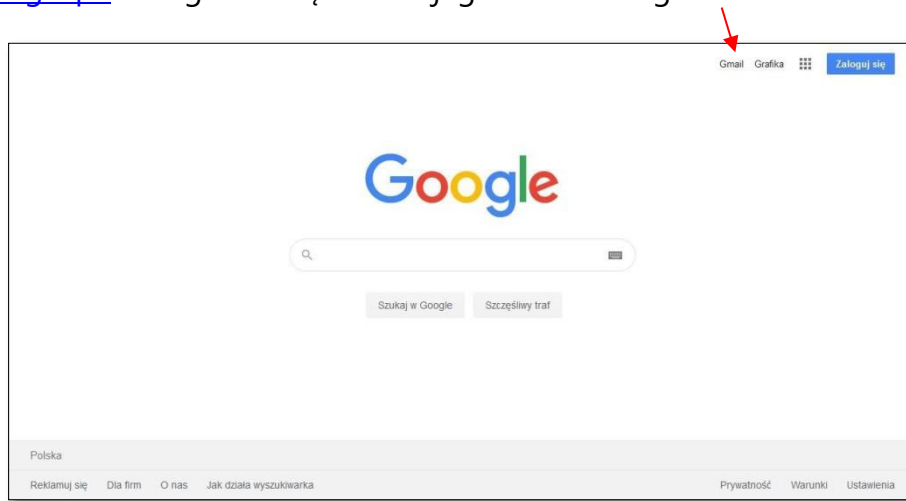 Gmail Grafika Zaloguj się
Google
Szukaj w Google Szczęśliwy traf
Polska
Reklamuj się Dla firm O nas Jak działa wyszukiwarka Prywatność Warunki Ustawienia